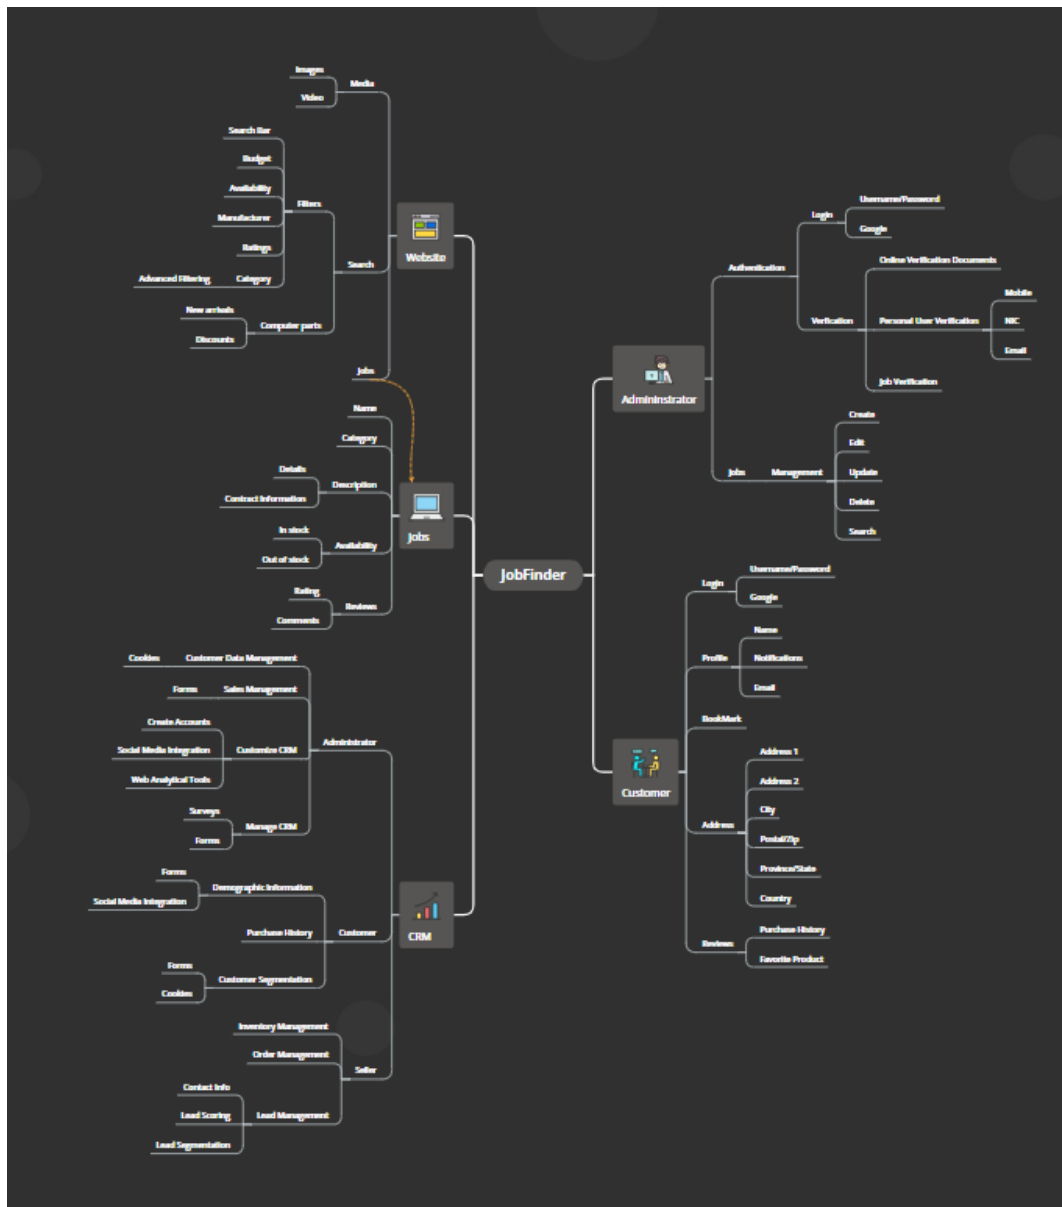 Images
Media
Video
Search Bar
Budget
Availability
Filters
Manufacturer
Ratings
Advanced Filtering
Category
Search
New arrivals
Computer parts
Discounts
Jobs
Website
Name
Category
Details
Description
Contract Information
In stock
Availability
Out of stock
Rating
Reviews
Comments
Jobs
JobFinder
Cookies
Customer Data Management
Forms
Sales Management
Create Accounts
Social Media Integration
Customize CRM
Web Analytical Tools
Administrator
Surveys
Manage CRM
Forms
Forms
Demographic Information
Social Media Integration
Purchase History
Customer
Forms
Customer Segmentation
Cookies
CRM
Inventory Management
Order Management
Seller
Contact Info
Lead Scoring
Lead Management
Lead Segmentation
Username/Password
Login
Google
Authentication
Online Verification Documents
Mobile
Verfication
Personal User Verification
NIC
Email
Job Verification
Admininstrator
Create
Edit
Jobs
Management
Update
Delete
Search
Username/Password
Login
Google
Name
Profile
Notifications
Email
BookMark
Customer
Address 1
Address 2
City
Address
Postal/Zip
Province/State
Country
Purchase History
Reviews
Favorite Product